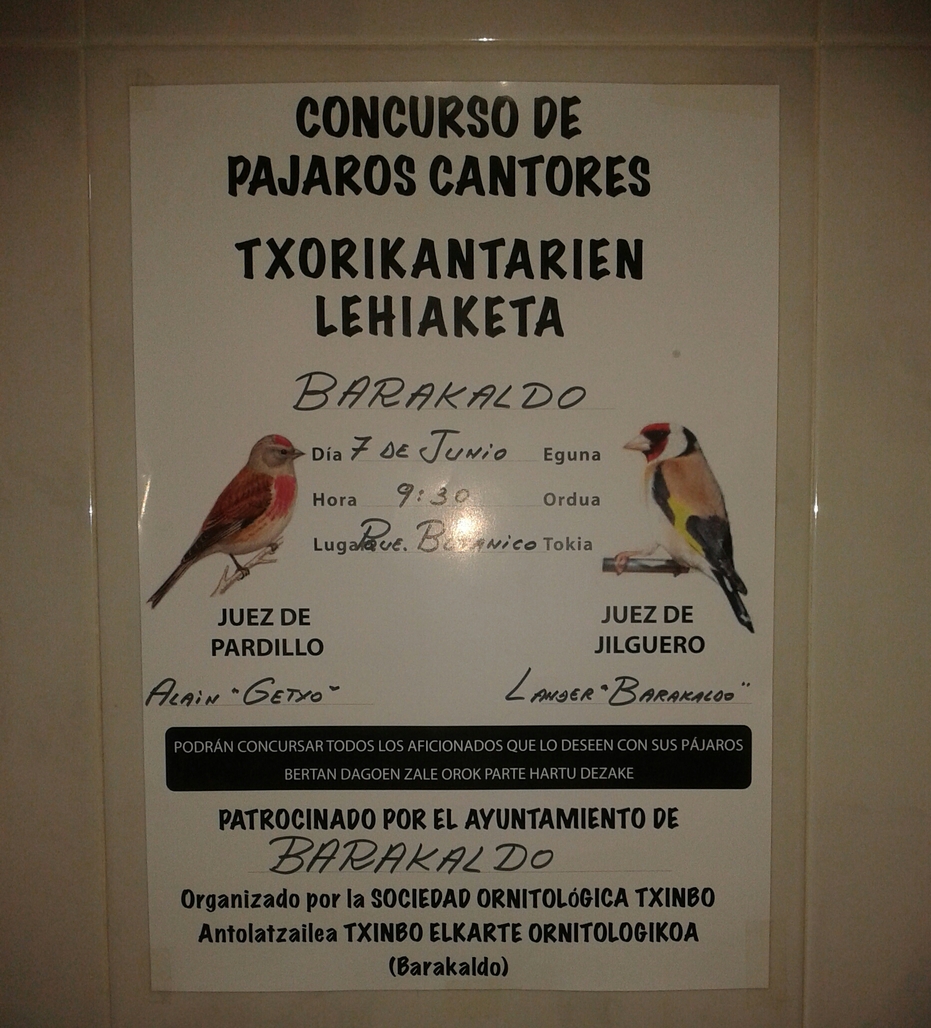 CONCURSO DE
PAJAROS CANTORES
TXORIKANTARIEN
LEHIAKETA
BARAKALDO
Día 7 DE JUNIO Eguna
Hora 9:30 Ordua
Lugar PQUE. BOTANICO Tokia
JUEZ DE
PARDILLO
JUEZ DE
JILGUERO
ALAIN "GETXO"
"BARAKALDO"
PODRÁN CONCURSAR TODOS LOS AFICIONADOS QUE LO DESEEN CON SUS PÁJAROS
BERTAN DAGOEN ZALE OROK PARTE HARTU DEZAKE
PATROCINADO POR EL AYUNTAMIENTO DE
BARAKALDO
Organizado por la SOCIEDAD ORNITOLóGICA TXINBO
Antolatzailea TXINBO ELKARTE ORNITOLOGIKOA
(Barakaldo)